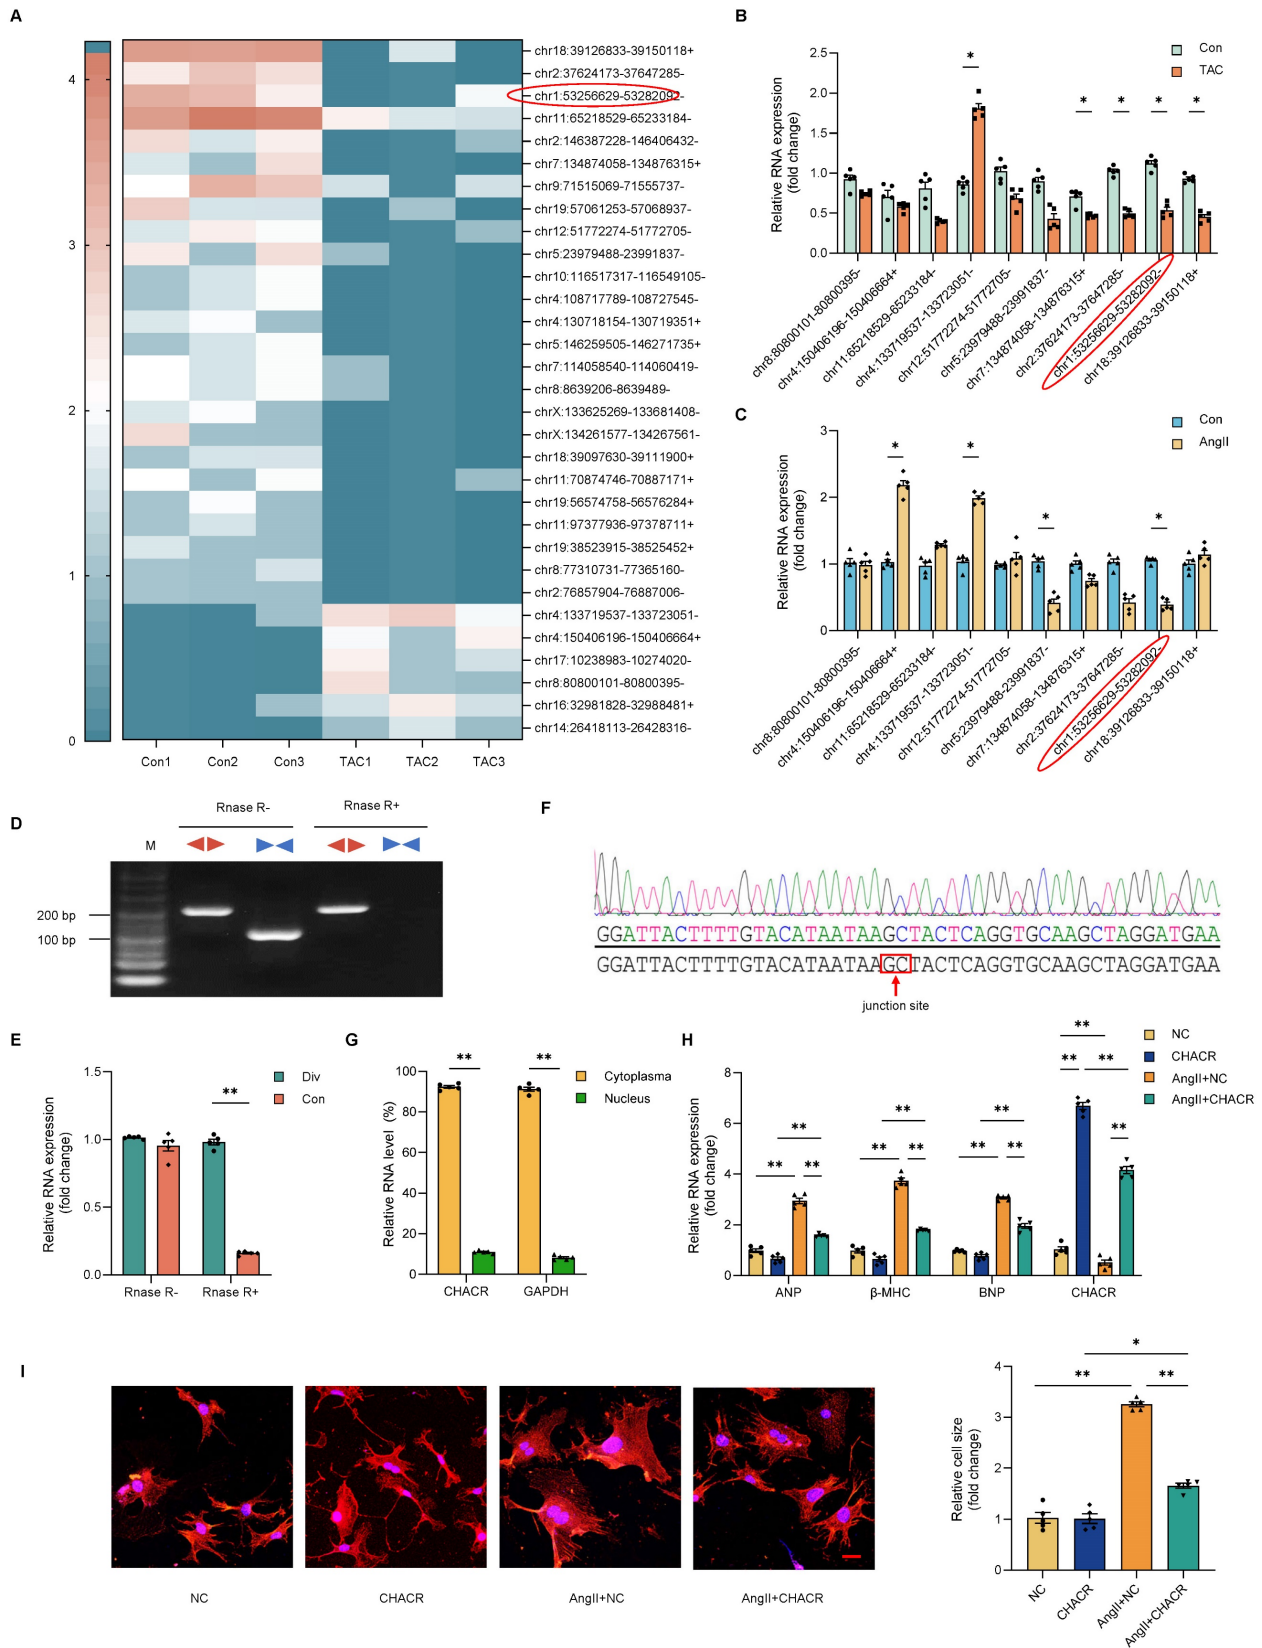 A
4
3
2
1
0
chr18:39126833-39150118+
chr2:37624173-37647285-
chr1:53256629-53282092-
chr11:65218529-65233184-
chr2:146387228-146406432-
chr7:134874058-134876315+
chr9:71515069-71555737-
chr19:57061253-57068937-
chr12:51772274-51772705-
chr5:23979488-23991837-
chr10:116517317-116549105-
chr4:108717789-108727545-
chr4:130718154-130719351+
chr5:146259505-146271735+
chr7:114058540-114060419-
chr8:8639206-8639489-
chrX:133625269-133681408-
chrX:134261577-134267561-
chr18:39097630-39111900+
chr11:70874746-70887171+
chr19:56574758-56576284+
chr11:97377936-97378711+
chr19:38523915-38525452+
chr8:77310731-77365160-
chr2:76857904-76887006-
chr4:133719537-133723051-
chr4:150406196-150406664+
chr17:10238983-10274020-
chr8:80800101-80800395-
chr16:32981828-32988481+
chr14:26418113-26428316-
Con1 Con2 Con3 TAC1 TAC2 TAC3
B
Relative RNA expression
(fold change)
2.5
2.0
1.5
1.0
0.5
0.0
Con
TAC
* * * * *
chr8:80800101-80800395-
chr4:150406196-150406664+
chr11:65218529-65233184-
chr4:133719537-133723051-
chr12:51772274-51772705-
chr5:23979488-23991837-
chr7:134874058-134876315+
chr2:37624173-37647285-
chr1:53256629-53282092-
chr18:39126833-39150118+
C
Relative RNA expression
(fold change)
3
2
1
0
Con
AngII
* * * *
chr8:80800101-80800395-
chr4:150406196-150406664+
chr11:65218529-65233184-
chr4:133719537-133723051-
chr12:51772274-51772705-
chr5:23979488-23991837-
chr7:134874058-134876315+
chr2:37624173-37647285-
chr1:53256629-53282092-
chr18:39126833-39150118+
D
Rnase R- Rnase R+
M
200 bp
100 bp
F
GGATTACTTTTGTACATAATAAGCTACTCAGGTGCAAGCTAGGATGAA
GGATTACTTTTGTACATAATAAGCTACTCAGGTGCAAGCTAGGATGAA
junction site
E
Relative RNA expression
(fold change)
1.5
1.0
0.5
0.0
Div
Con
**
Rnase R- Rnase R+
G
Relative RNA level (%)
100
80
60
40
20
0
** **
Cytoplasma
Nucleus
CHACR GAPDH
H
Relative RNA expression
(fold change)
8
6
4
2
0
NC
CHACR
AngII+NC
AngII+CHACR
** ** **
** ** **
** ** **
** ** ** **
ANP β-MHC BNP CHACR
I
NC CHACR AngII+NC AngII+CHACR
Relative cell size
(fold change)
4
3
2
1
0
*
** **
NC
CHACR
AngII+NC
AngII+CHACR